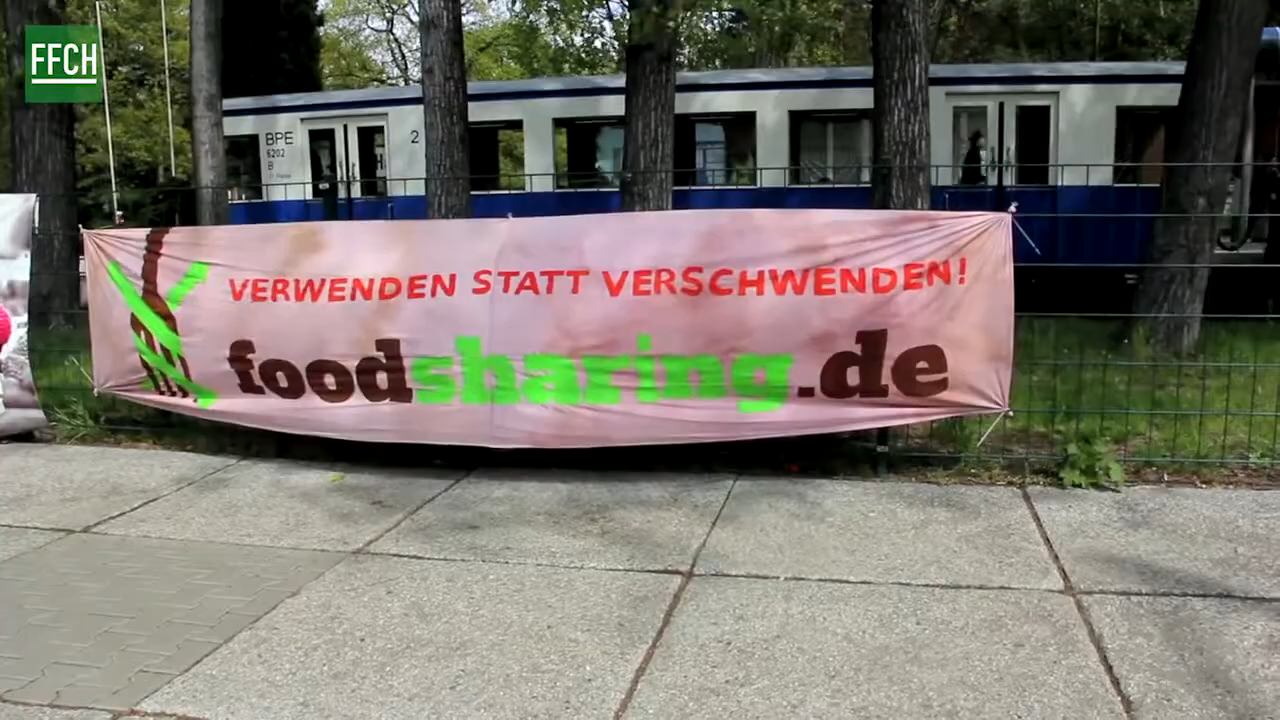 FFCH
BPE
6202
B
2
VERWENDEN STATT VERSCHWENDEN!
foodsharing.de